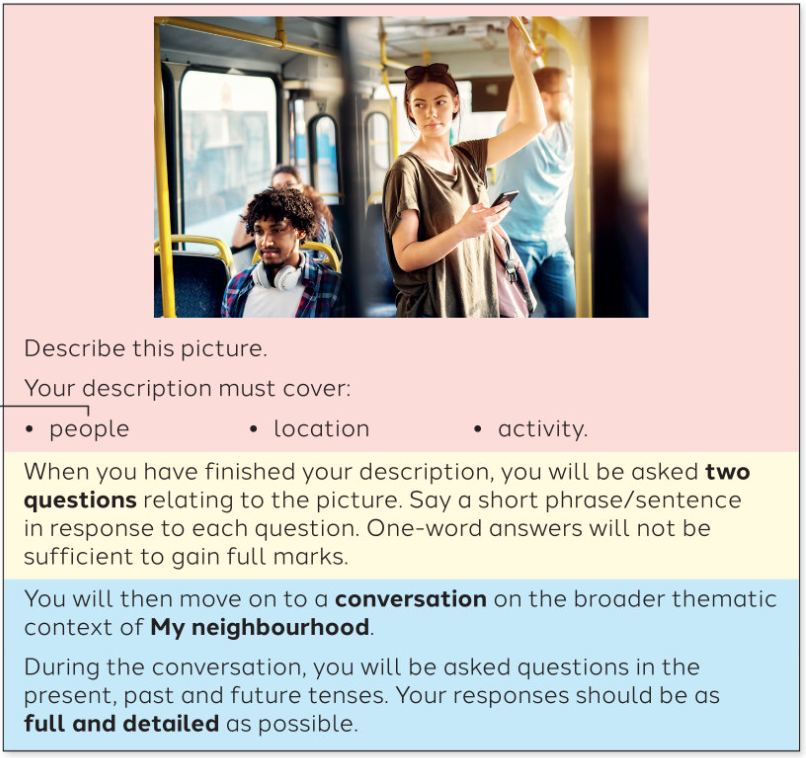 Describe this picture.
Your description must cover:
• people • location • activity.
When you have finished your description, you will be asked two
questions relating to the picture. Say a short phrase/sentence
in response to each question. One-word answers will not be
sufficient to gain full marks.
You will then move on to a conversation on the broader thematic
context of My neighbourhood.
During the conversation, you will be asked questions in the
present, past and future tenses. Your responses should be as
full and detailed as possible.